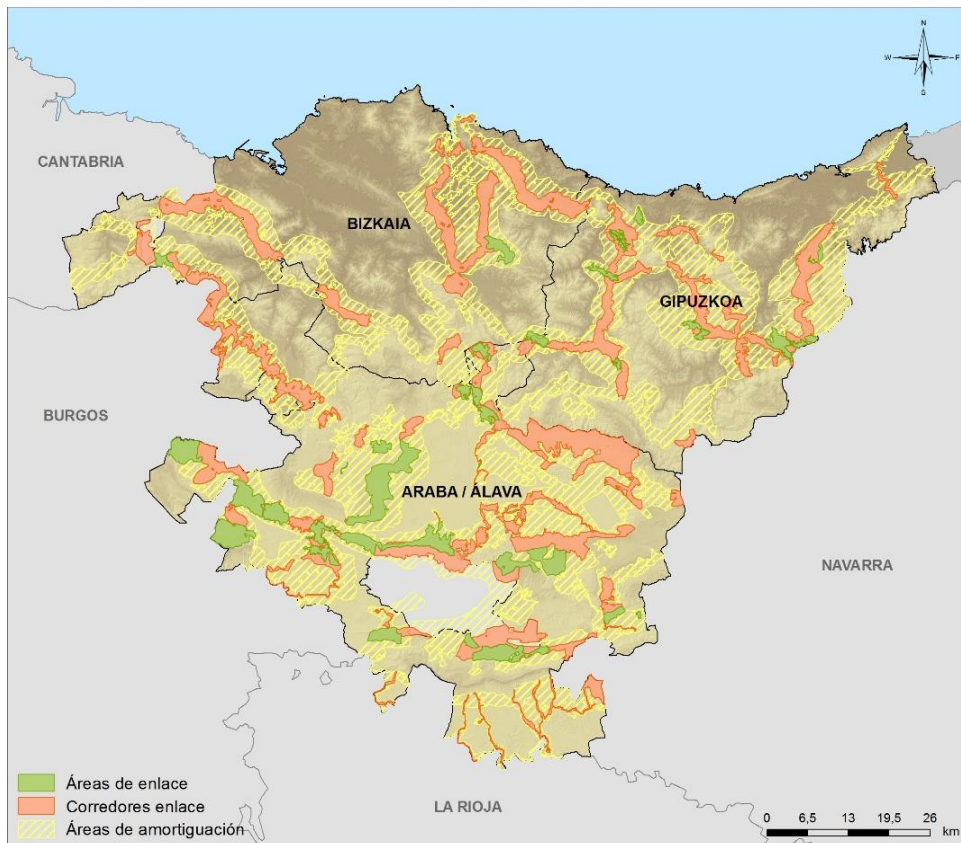 N
W E
G
CANTABRIA
BIZKAIA
GIPUZKOA
BURGOS
ARABA / ÁLAVA
NAVARRA
LA RIOJA
Áreas de enlace
Corredores enlace
Áreas de amortiguación
0 6,5 13 19,5 26
km